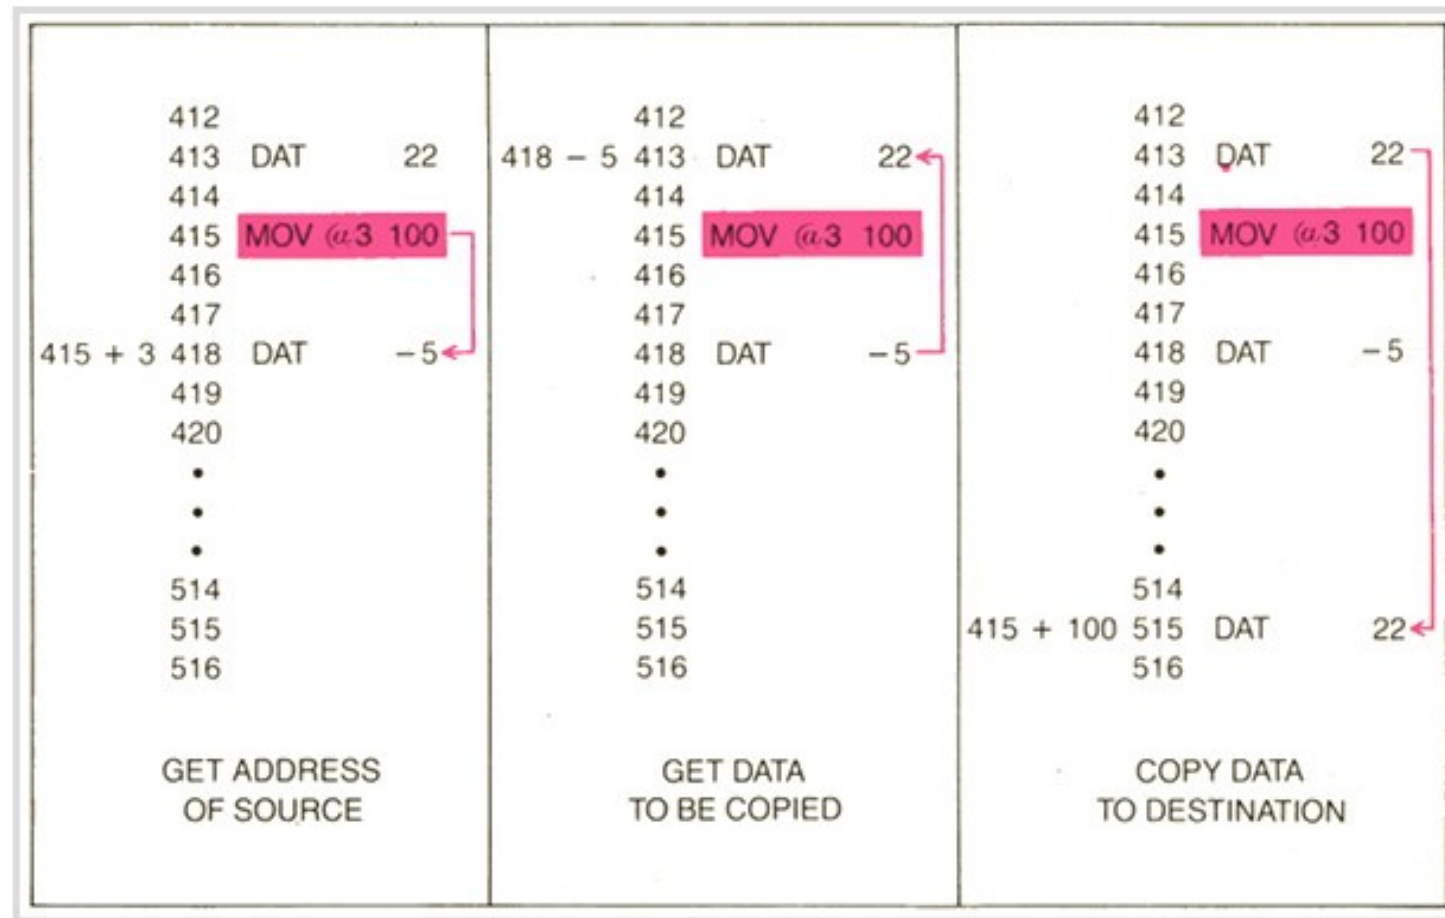 412
413 DAT 22
414
415 MOV @3 100
416
417
415 + 3 418 DAT −5
419
420
•
•
•
514
515
516
GET ADDRESS
OF SOURCE
412
418 − 5 413 DAT 22
414
415 MOV @3 100
416
417
418 DAT −5
419
420
•
•
•
514
515
516
GET DATA
TO BE COPIED
412
413 DAT 22
414
415 MOV @3 100
416
417
418 DAT −5
419
420
•
•
•
514
415 + 100 515 DAT 22
516
COPY DATA
TO DESTINATION